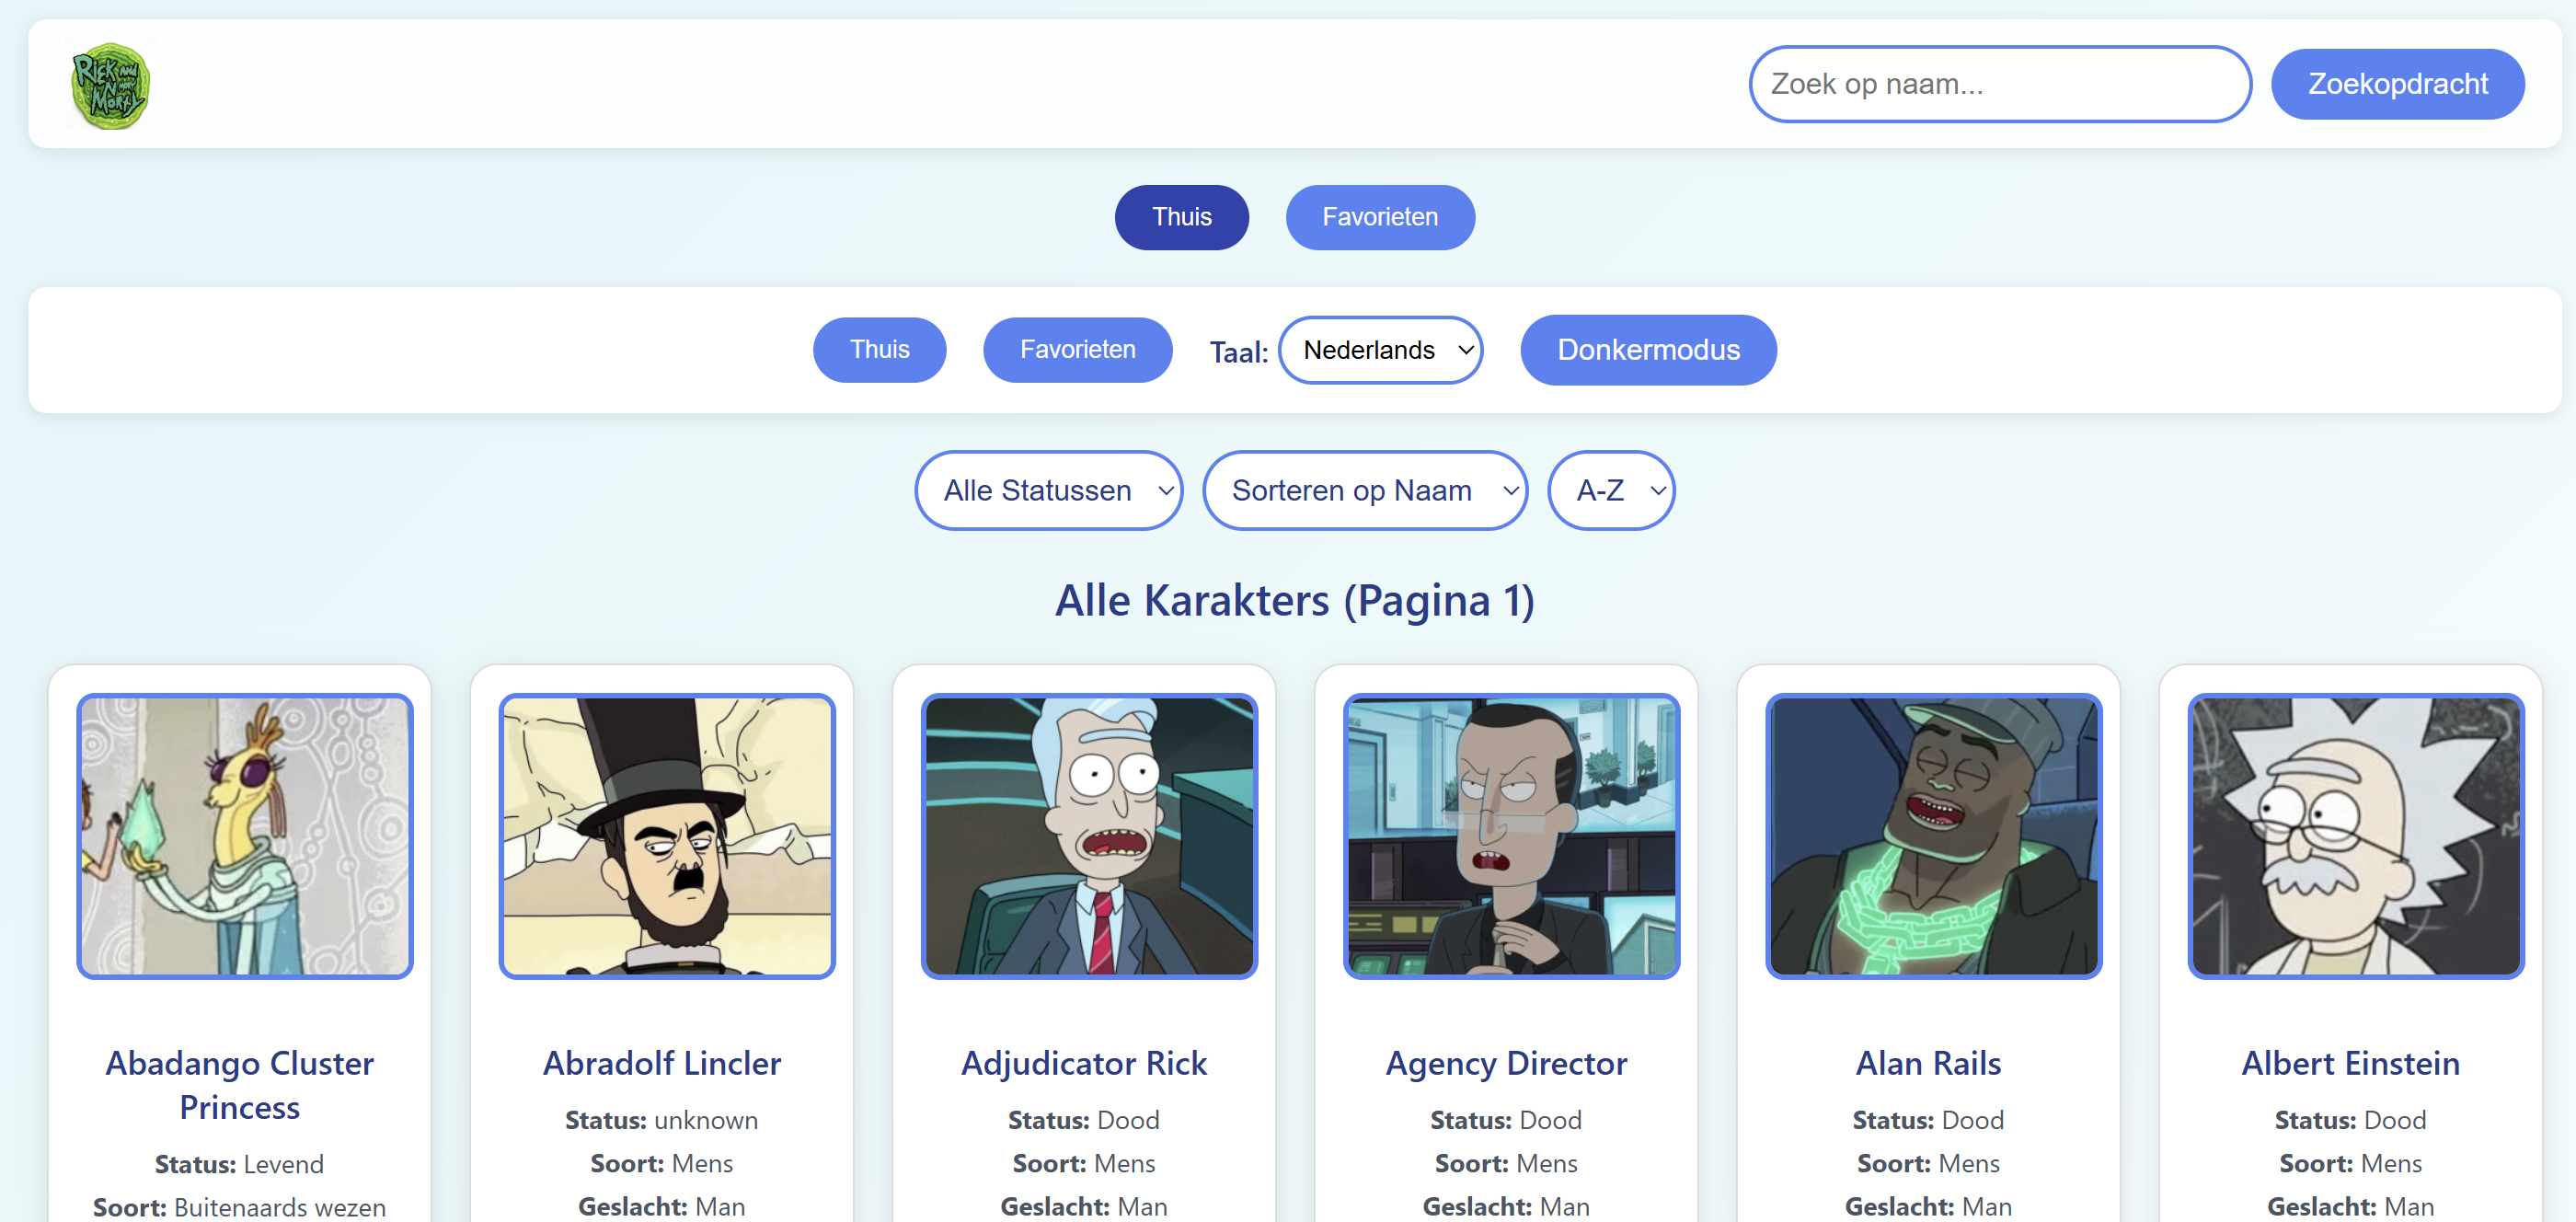 Rick and Morty
Zoek op naam...
Zoekopdracht
Thuis
Favorieten
Thuis
Favorieten
Taal:
Nederlands
Donkermodus
Alle Statussen
Sorteren op Naam
A-Z
Alle Karakters (Pagina 1)
Abadango Cluster
Princess
Status: Levend
Soort: Buitenaards wezen
Abradolf Lincler
Status: unknown
Soort: Mens
Geslacht: Man
Adjudicator Rick
Status: Dood
Soort: Mens
Geslacht: Man
Agency Director
Status: Dood
Soort: Mens
Geslacht: Man
Alan Rails
Status: Dood
Soort: Mens
Geslacht: Man
Albert Einstein
Status: Dood
Soort: Mens
Geslacht: Man